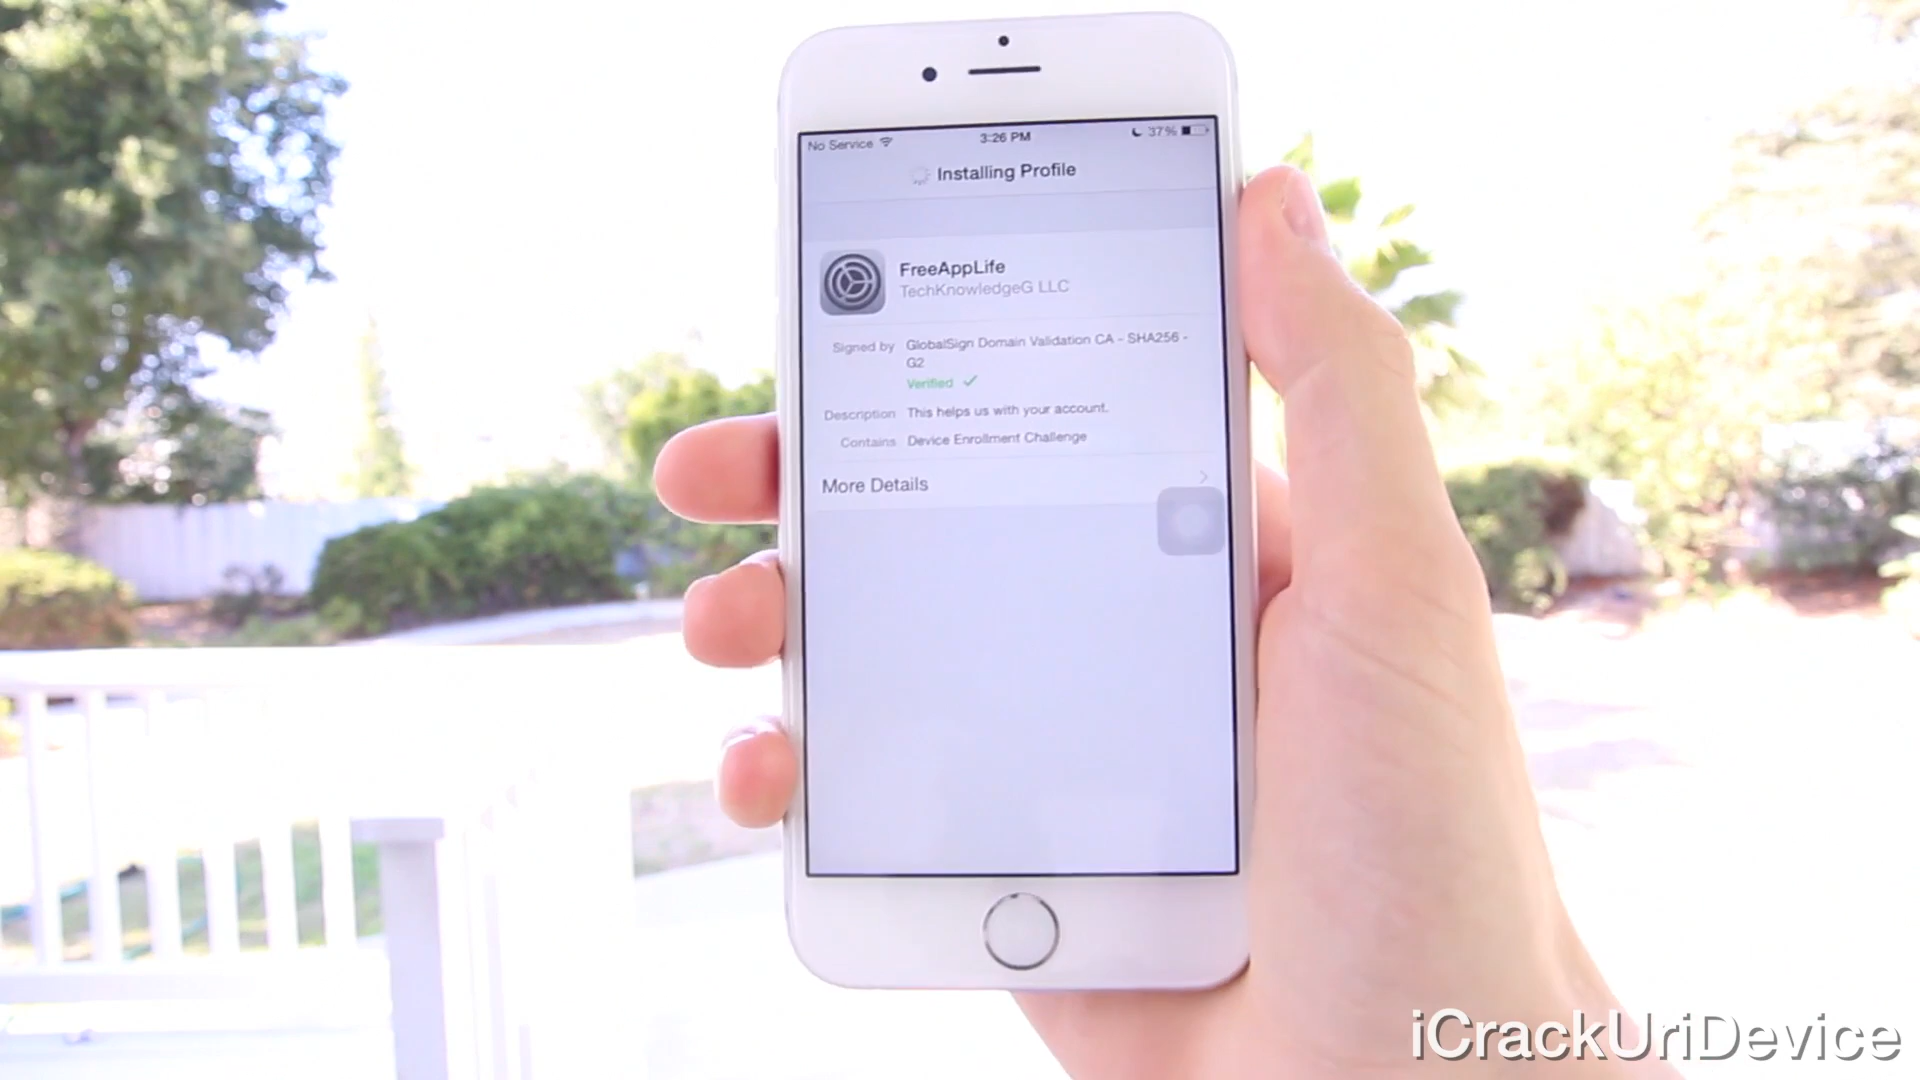 No Service
3:26 PM
37%
Installing Profile
FreeAppLife
TechKnowledgeG LLC
Signed by GlobalSign Domain Validation CA - SHA256 -
G2
Verified ✓
Description This helps us with your account.
Contains Device Enrollment Challenge
More Details
iCrackUriDevice